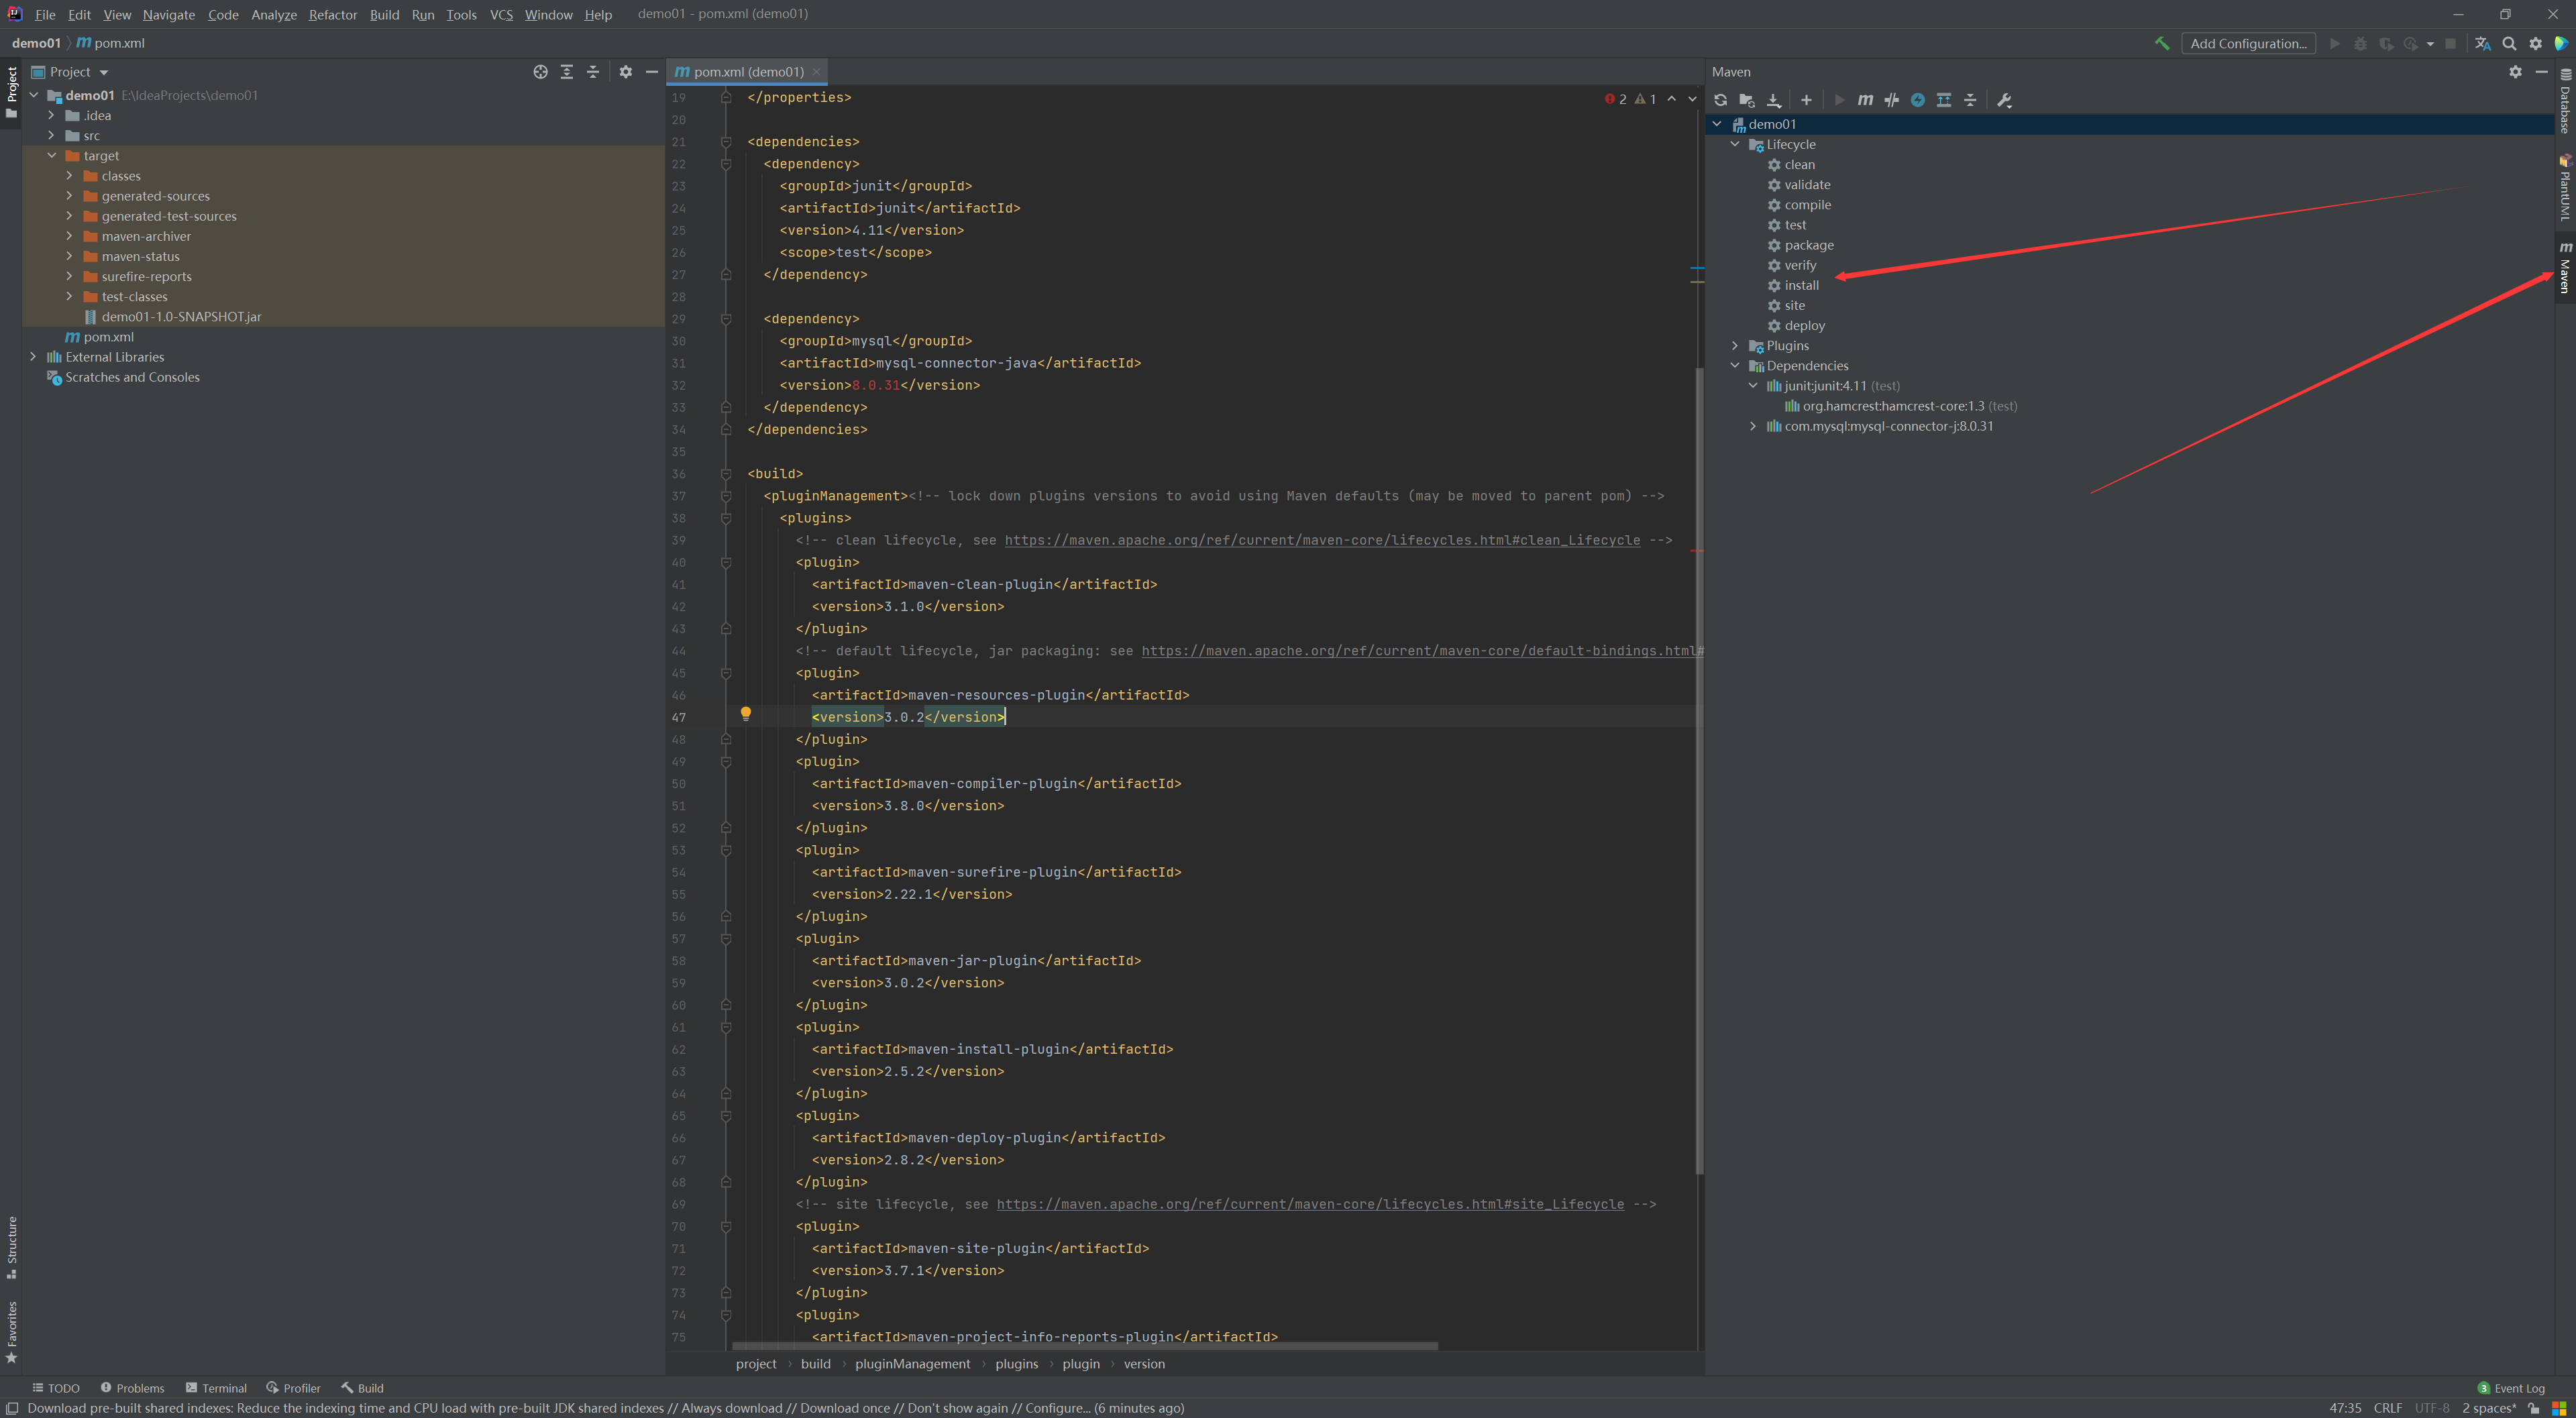 File Edit View Navigate Code Analyze Refactor Build Run Tools VCS Window Help demo01 - pom.xml (demo01)
demo01 pom.xml Add Configuration...
Project
demo01 E:\IdeaProjects\demo01
.idea
src
target
classes
generated-sources
generated-test-sources
maven-archiver
maven-status
surefire-reports
test-classes
demo01-1.0-SNAPSHOT.jar
pom.xml
External Libraries
Scratches and Consoles
Project
Structure
Favorites
pom.xml (demo01)
2 1
19 </properties>
20
21 <dependencies>
22 <dependency>
23 <groupId>junit</groupId>
24 <artifactId>junit</artifactId>
25 <version>4.11</version>
26 <scope>test</scope>
27 </dependency>
28
29 <dependency>
30 <groupId>mysql</groupId>
31 <artifactId>mysql-connector-java</artifactId>
32 <version>8.0.31</version>
33 </dependency>
34 </dependencies>
35
36 <build>
37 <pluginManagement><!-- lock down plugins versions to avoid using Maven defaults (may be moved to parent pom) -->
38 <plugins>
39 <!-- clean lifecycle, see https://maven.apache.org/ref/current/maven-core/lifecycles.html#clean_Lifecycle -->
40 <plugin>
41 <artifactId>maven-clean-plugin</artifactId>
42 <version>3.1.0</version>
43 </plugin>
44 <!-- default lifecycle, jar packaging: see https://maven.apache.org/ref/current/maven-core/default-bindings.html#
45 <plugin>
46 <artifactId>maven-resources-plugin</artifactId>
47 <version>3.0.2</version>
48 </plugin>
49 <plugin>
50 <artifactId>maven-compiler-plugin</artifactId>
51 <version>3.8.0</version>
52 </plugin>
53 <plugin>
54 <artifactId>maven-surefire-plugin</artifactId>
55 <version>2.22.1</version>
56 </plugin>
57 <plugin>
58 <artifactId>maven-jar-plugin</artifactId>
59 <version>3.0.2</version>
60 </plugin>
61 <plugin>
62 <artifactId>maven-install-plugin</artifactId>
63 <version>2.5.2</version>
64 </plugin>
65 <plugin>
66 <artifactId>maven-deploy-plugin</artifactId>
67 <version>2.8.2</version>
68 </plugin>
69 <!-- site lifecycle, see https://maven.apache.org/ref/current/maven-core/lifecycles.html#site_Lifecycle -->
70 <plugin>
71 <artifactId>maven-site-plugin</artifactId>
72 <version>3.7.1</version>
73 </plugin>
74 <plugin>
75 <artifactId>maven-project-info-reports-plugin</artifactId>
project build pluginManagement plugins plugin version
Maven
demo01
Lifecycle
clean
validate
compile
test
package
verify
install
site
deploy
Plugins
Dependencies
junit:junit:4.11 (test)
org.hamcrest:hamcrest-core:1.3 (test)
com.mysql:mysql-connector-j:8.0.31
Database
PlantUML
Maven
TODO Problems Terminal Profiler Build 3 Event Log
Download pre-built shared indexes: Reduce the indexing time and CPU load with pre-built JDK shared indexes // Always download // Download once // Don't show again // Configure... (6 minutes ago) 47:35 CRLF UTF-8 2 spaces*